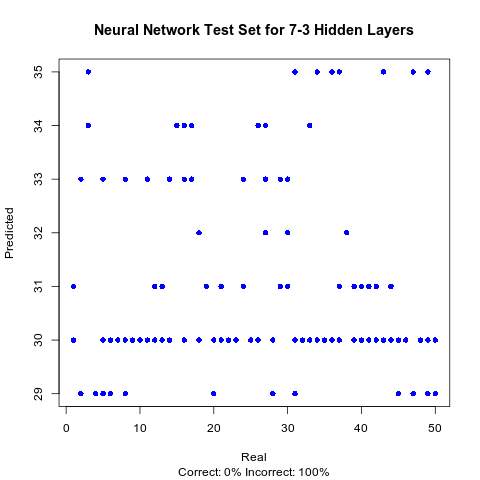 Neural Network Test Set for 7-3 Hidden Layers
Predicted
35
34
33
32
31
30
29
0 10 20 30 40 50
Real
Correct: 0% Incorrect: 100%